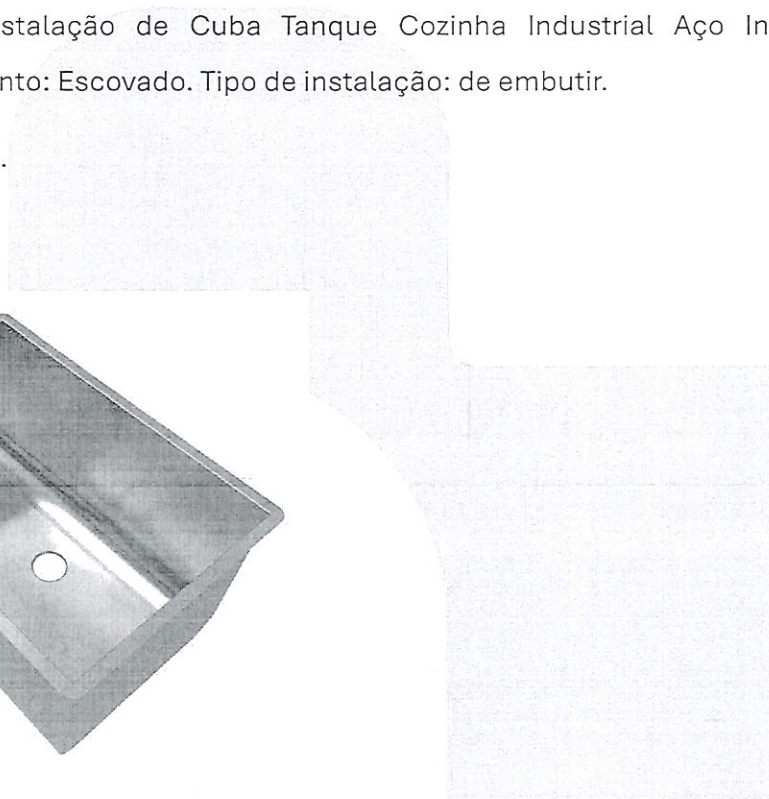 stalação de Cuba Tanque Cozinha Industrial Aço In
nto: Escovado. Tipo de instalação: de embutir.
.